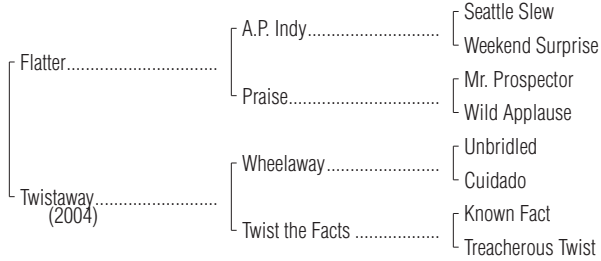 Seattle Slew
A.P. Indy................................
Weekend Surprise
Flatter....................................
Mr. Prospector
Praise....................................
Wild Applause
Unbridled
Wheelaway...........................
Cuidado
Twistaway.............................
(2004)
Known Fact
Twist the Facts .....................
Treacherous Twist